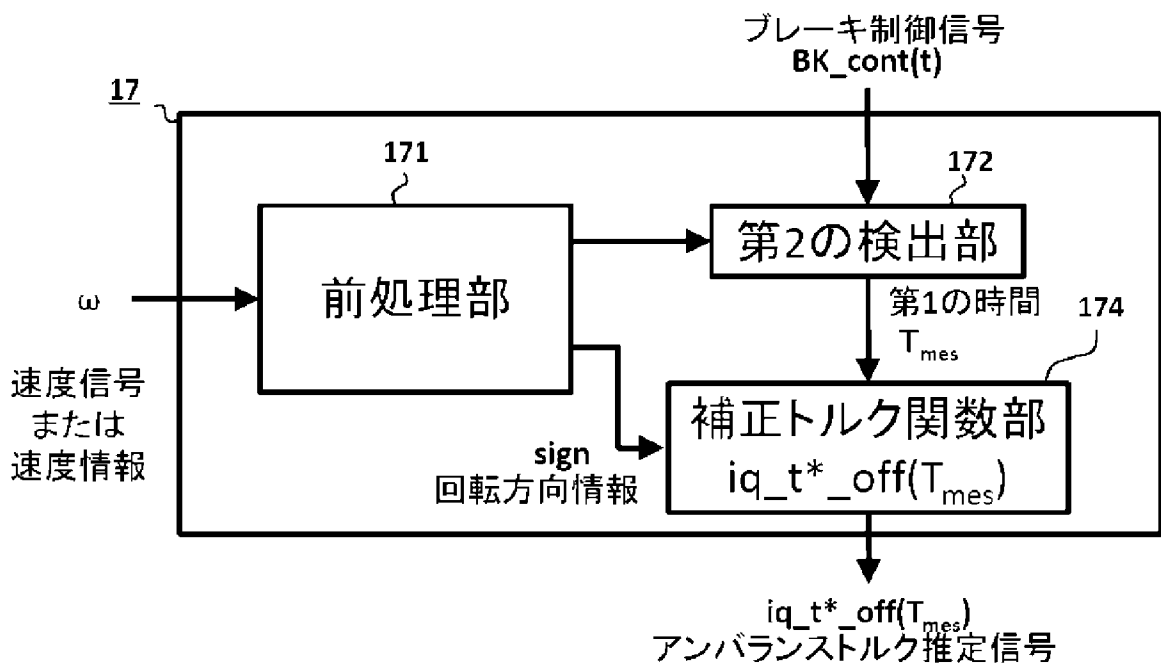 ブレーキ制御信号
BK_cont(t)
17
171
172
第2の検出部
前処理部
ω
第1の時間
T_mes
174
速度信号
または
速度情報
補正トルク関数部
iq_t*_off(T_mes)
sign
回転方向情報
iq_t*_off(T_mes)
アンバランストルク推定信号